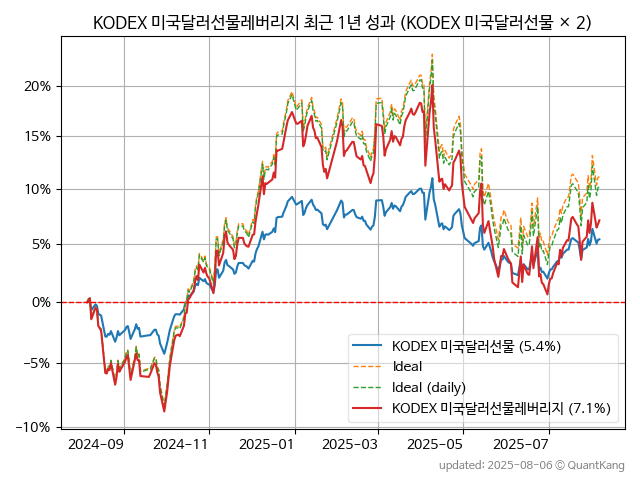 KODEX 미국달러선물레버리지 최근 1년 성과 (KODEX 미국달러선물 × 2)
20%
15%
10%
5%
0%
−5%
−10%
KODEX 미국달러선물 (5.4%)
Ideal
Ideal (daily)
KODEX 미국달러선물레버리지 (7.1%)
2024-09 2024-11 2025-01 2025-03 2025-05 2025-07
updated: 2025-08-06 © QuantKang